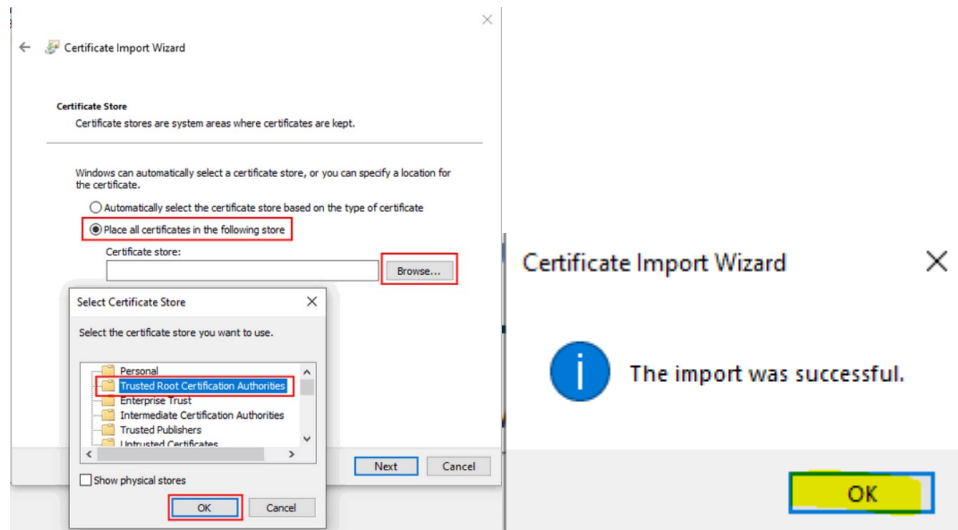 Certificate Import Wizard
Certificate Store
Certificate stores are system areas where certificates are kept.
Windows can automatically select a certificate store, or you can specify a location for
the certificate.
Automatically select the certificate store based on the type of certificate
Place all certificates in the following store
Certificate store:
Browse...
Select Certificate Store
Select the certificate store you want to use.
Personal
Trusted Root Certification Authorities
Enterprise Trust
Intermediate Certification Authorities
Trusted Publishers
Untrusted Certificates
Show physical stores
OK Cancel
Next Cancel
Certificate Import Wizard
The import was successful.
OK